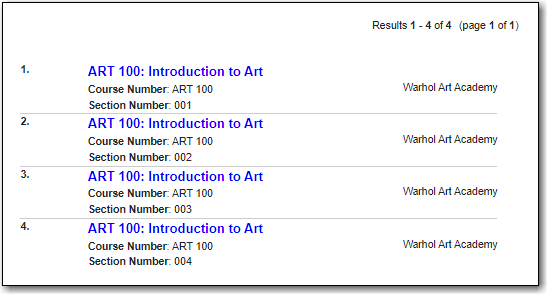 Results 1 - 4 of 4 (page 1 of 1)
1.
ART 100: Introduction to Art
Course Number: ART 100
Warhol Art Academy
Section Number: 001
2.
ART 100: Introduction to Art
Course Number: ART 100
Warhol Art Academy
Section Number: 002
3.
ART 100: Introduction to Art
Course Number: ART 100
Warhol Art Academy
Section Number: 003
4.
ART 100: Introduction to Art
Course Number: ART 100
Warhol Art Academy
Section Number: 004